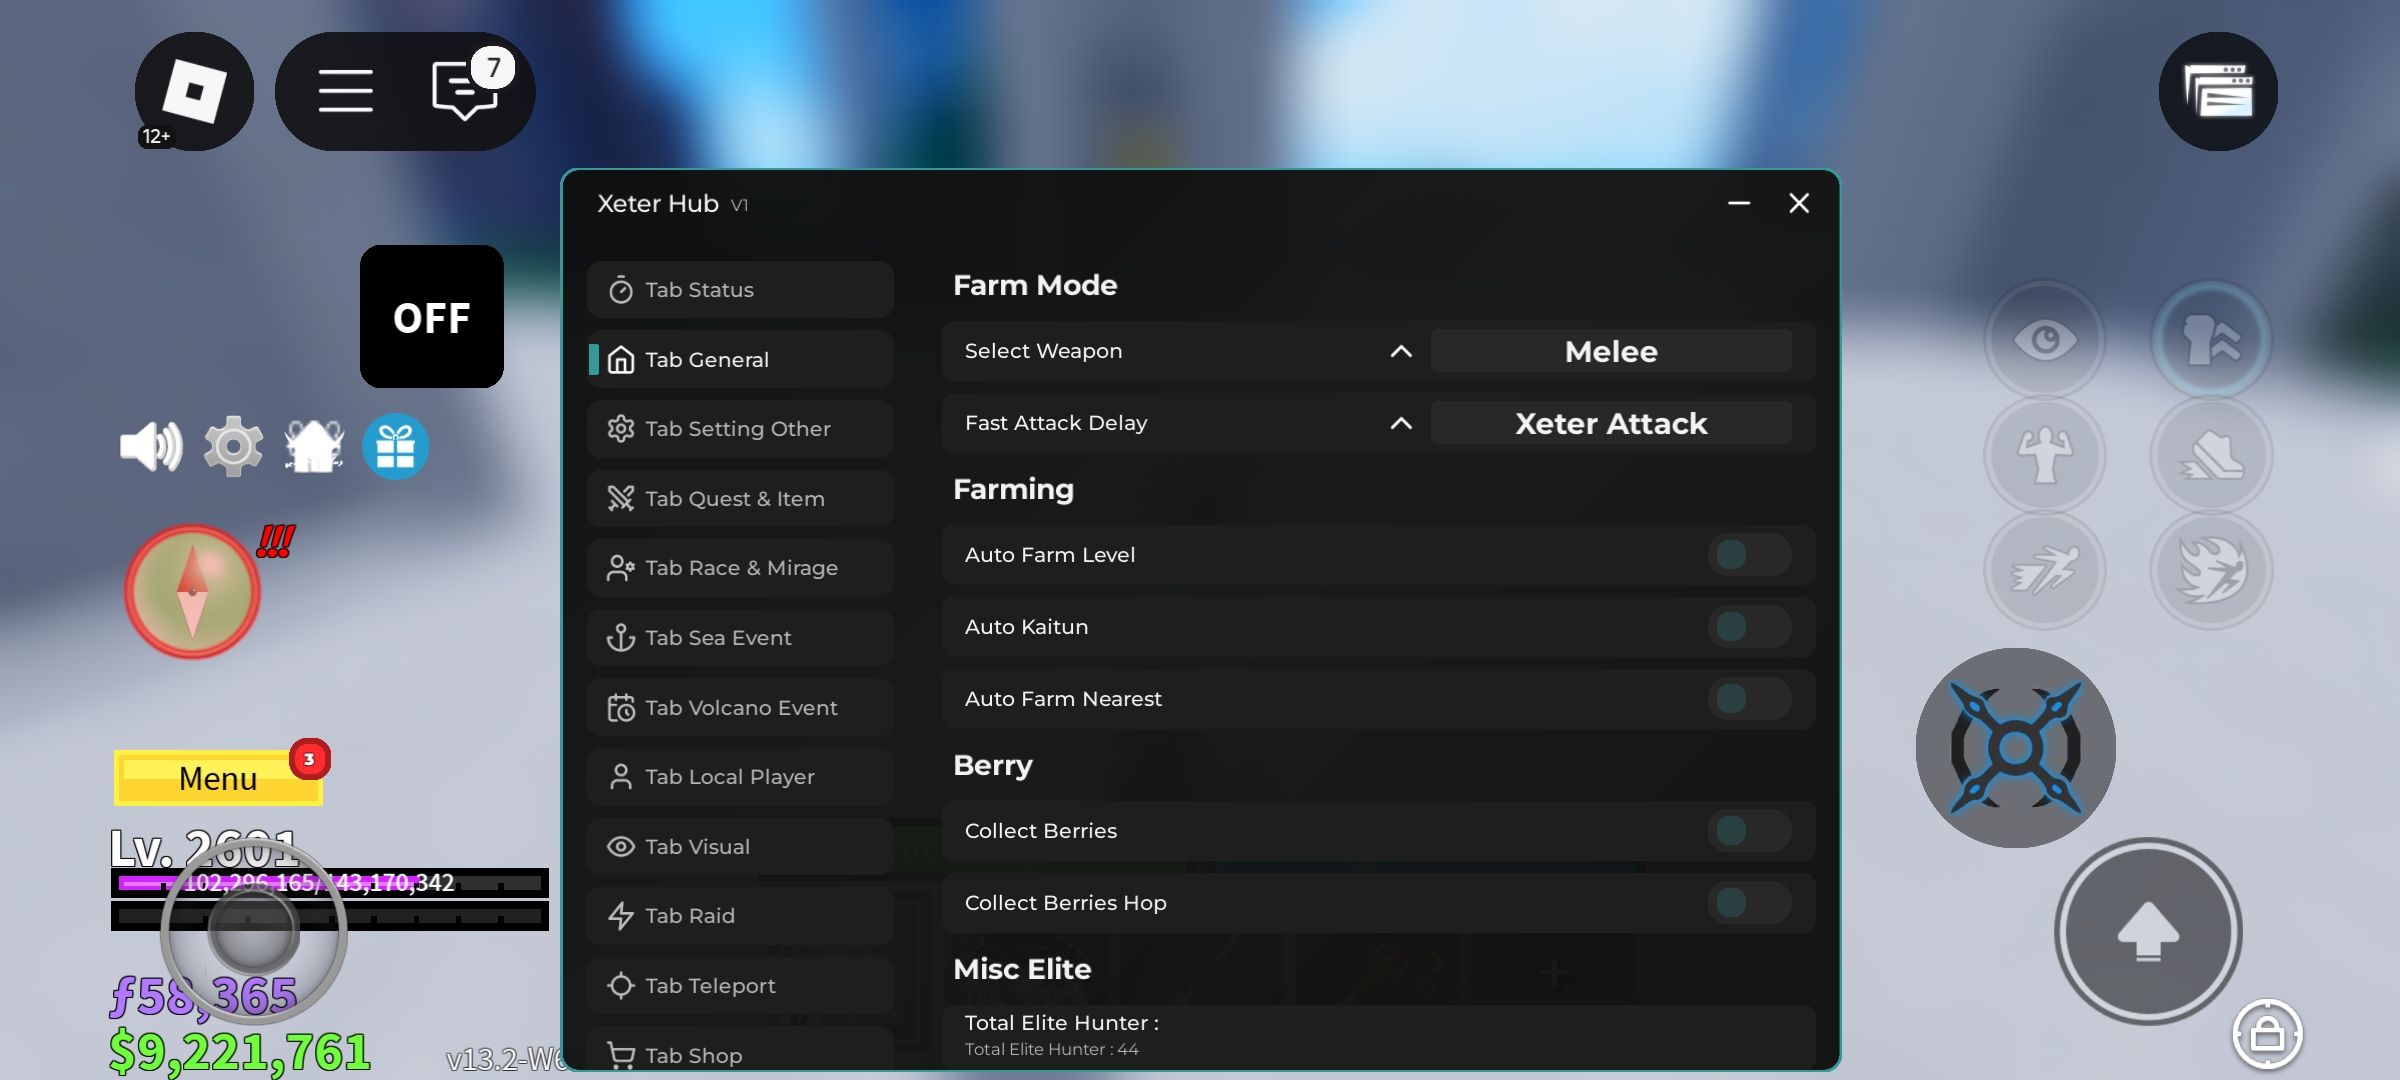 7
12+
OFF
!!!
Menu
3
Lv. 2601
102,296,165/143,170,342
ƒ58,365
$9,221,761
v13.2-W6
Xeter Hub V1
Tab Status
Tab General
Tab Setting Other
Tab Quest & Item
Tab Race & Mirage
Tab Sea Event
Tab Volcano Event
Tab Local Player
Tab Visual
Tab Raid
Tab Teleport
Tab Shop
Farm Mode
Select Weapon
Melee
Fast Attack Delay
Xeter Attack
Farming
Auto Farm Level
Auto Kaitun
Auto Farm Nearest
Berry
Collect Berries
Collect Berries Hop
Misc Elite
Total Elite Hunter :
Total Elite Hunter : 44